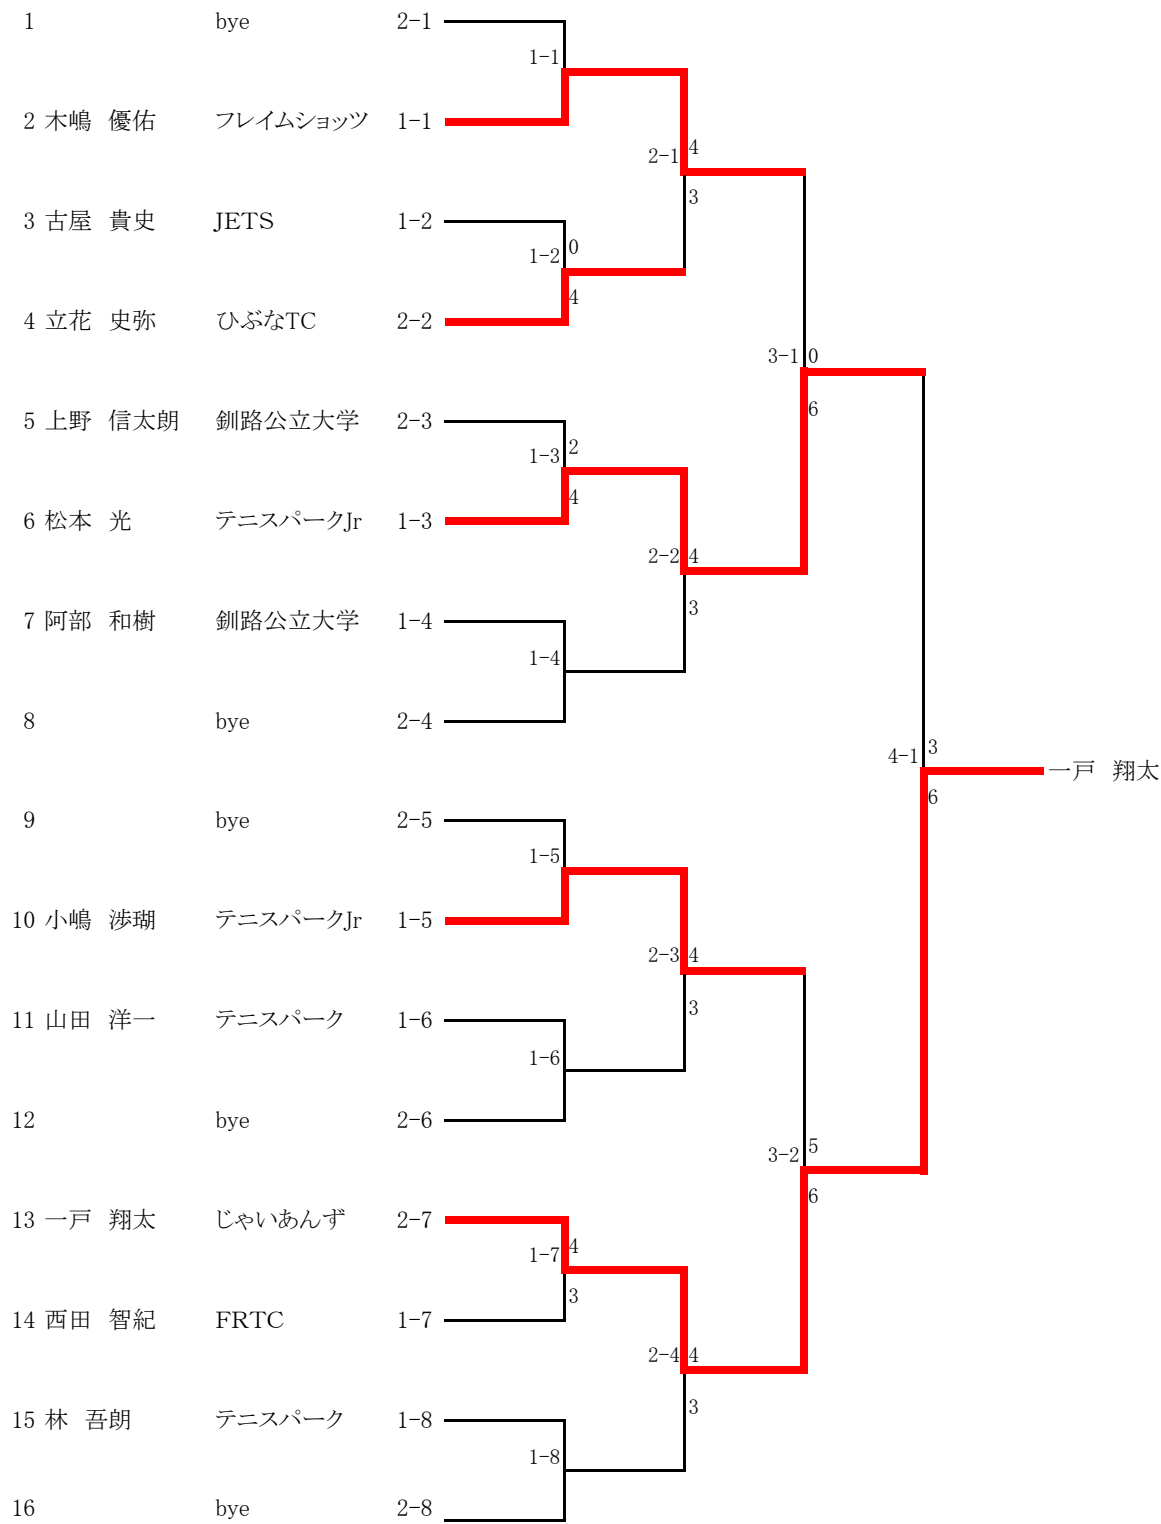 1 bye 2-1
1-1
2 木嶋 優佑 フレイムショッツ 1-1
2-1 4
3
3 古屋 貴史 JETS 1-2
1-2 0
4
4 立花 史弥 ひぶなTC 2-2
3-1 0
6
5 上野 信太朗 釧路公立大学 2-3
1-3 2
4
6 松本 光 テニスパークJr 1-3
2-2 4
3
7 阿部 和樹 釧路公立大学 1-4
1-4
8 bye 2-4
4-1 3
一戸 翔太
6
9 bye 2-5
1-5
10 小嶋 渉瑚 テニスパークJr 1-5
2-3 4
3
11 山田 洋一 テニスパーク 1-6
1-6
12 bye 2-6
3-2 5
6
13 一戸 翔太 じゃいあんず 2-7
1-7 4
3
14 西田 智紀 FRTC 1-7
2-4 4
3
15 林 吾朗 テニスパーク 1-8
1-8
16 bye 2-8